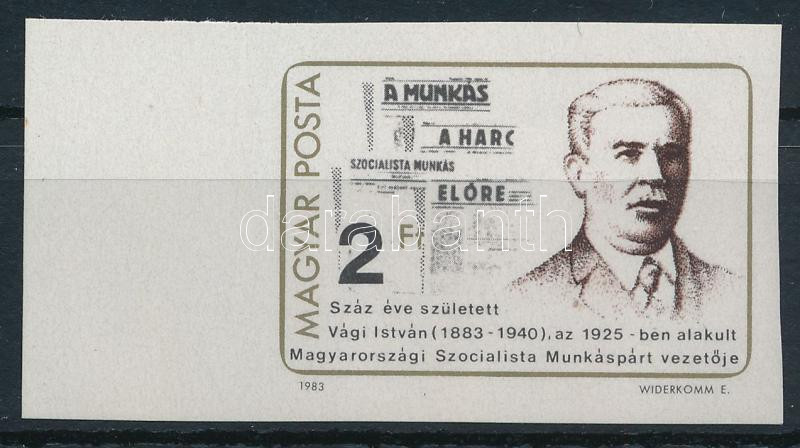 MAGYAR POSTA
A MUNKÁS
A HARC
SZOCIALISTA MUNKÁS
ELŐRE
2 Ft
darabanth
Száz éve született
Vági István (1883-1940), az 1925-ben alakult
Magyarországi Szocialista Munkáspárt vezetője
1983 WIDERKOMM E.